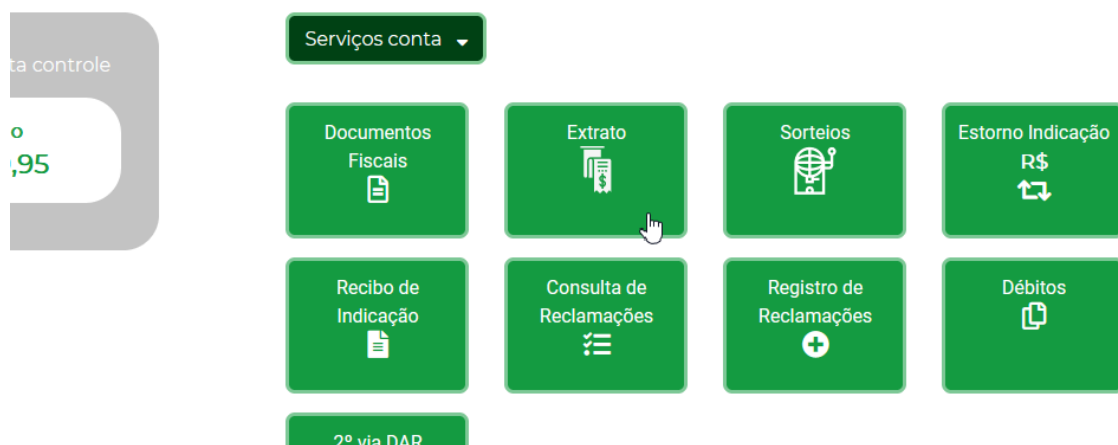 Serviços conta
ta controle
o
,95
Documentos
Fiscais
Extrato
Sorteios
Estorno Indicação
R$
Recibo de
Indicação
Consulta de
Reclamações
Registro de
Reclamações
Débitos
2º via DAR